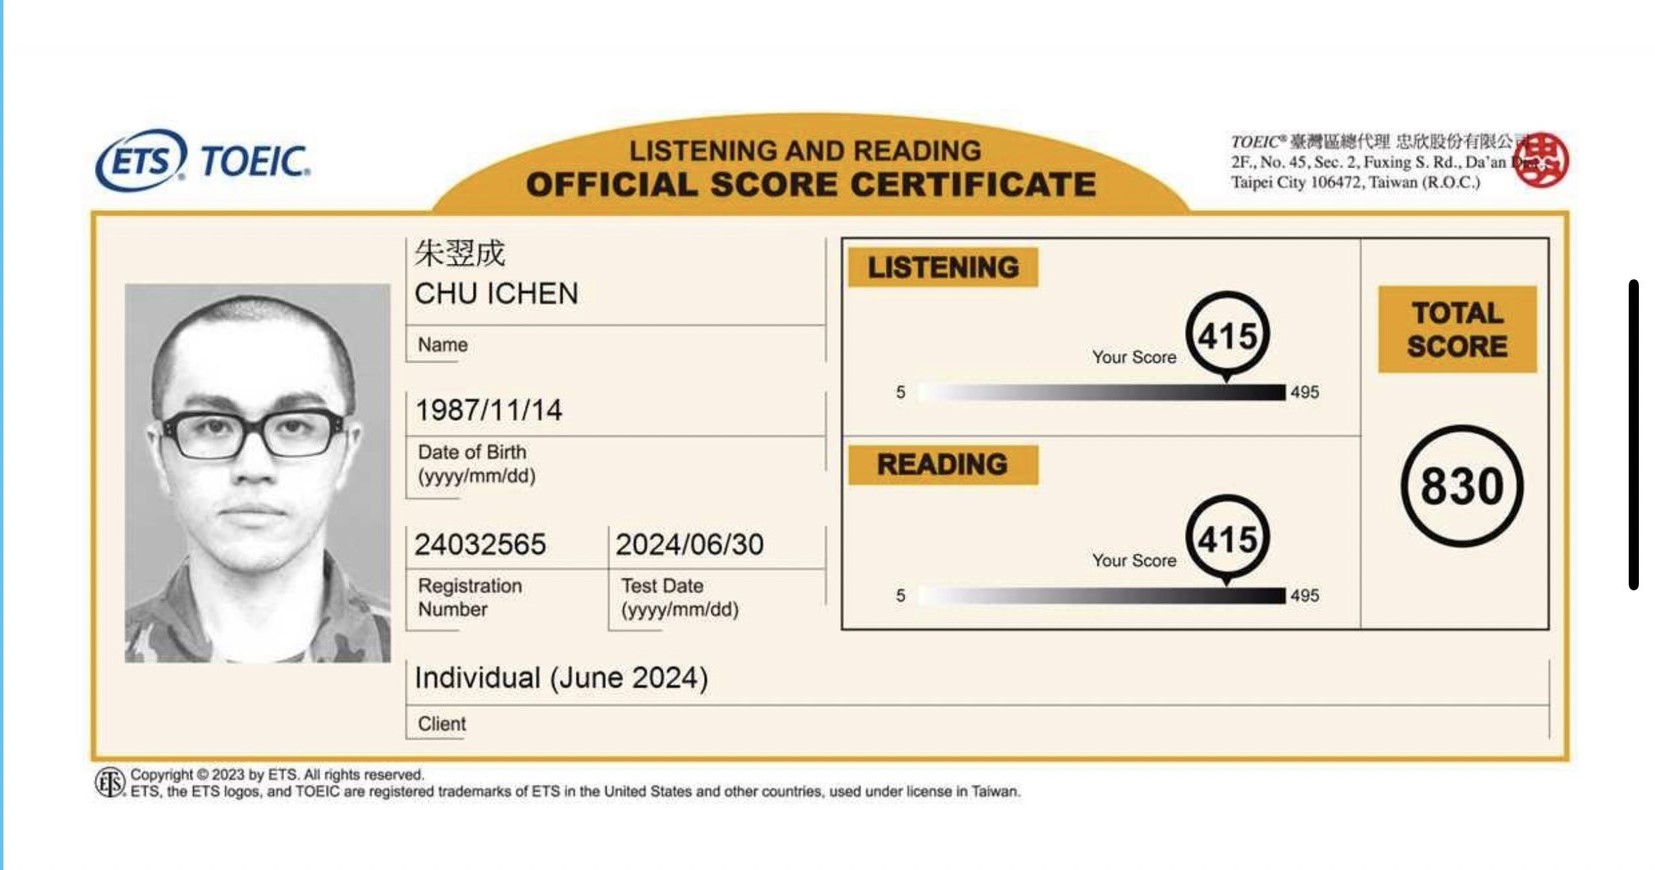 ETS® TOEIC®
LISTENING AND READING
OFFICIAL SCORE CERTIFICATE
TOEIC® 臺灣區總代理 忠欣股份有限公司
2F., No. 45, Sec. 2, Fuxing S. Rd., Da'an
Taipei City 106472, Taiwan (R.O.C.)
朱翌成
CHU ICHEN
Name
1987/11/14
Date of Birth
(yyyy/mm/dd)
24032565
Registration
Number
2024/06/30
Test Date
(yyyy/mm/dd)
Individual (June 2024)
Client
LISTENING
Your Score
415
5
495
READING
Your Score
415
5
495
TOTAL
SCORE
830
ETS® Copyright © 2023 by ETS. All rights reserved.
ETS, the ETS logos, and TOEIC are registered trademarks of ETS in the United States and other countries, used under license in Taiwan.